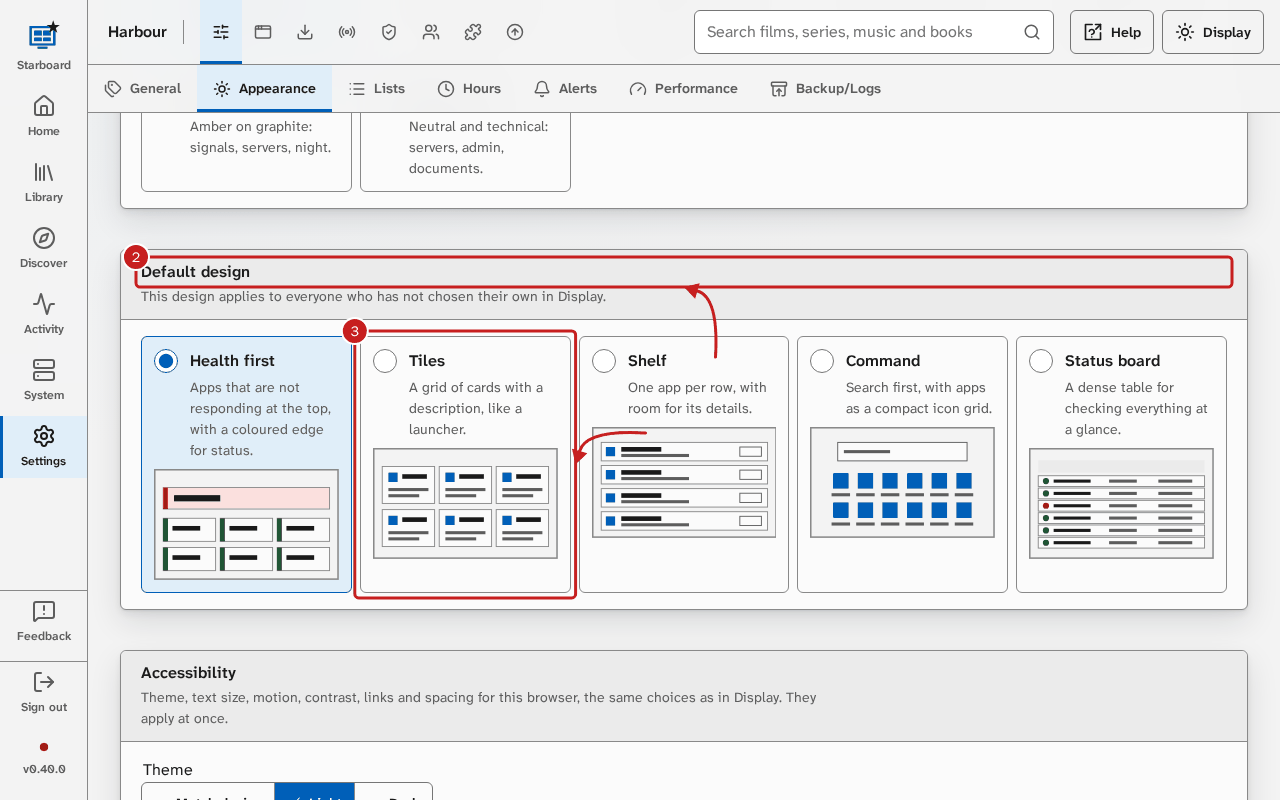 Starboard
Home
Library
Discover
Activity
System
Settings
Feedback
Sign out
v0.40.0
Harbour
Search films, series, music and books
Help
Display
General
Appearance
Lists
Hours
Alerts
Performance
Backup/Logs
Amber on graphite:
signals, servers, night.
Neutral and technical:
servers, admin,
documents.
2
Default design
This design applies to everyone who has not chosen their own in Display.
Health first
Apps that are not
responding at the top,
with a coloured edge
for status.
3
Tiles
A grid of cards with a
description, like a
launcher.
Shelf
One app per row, with
room for its details.
Command
Search first, with apps
as a compact icon grid.
Status board
A dense table for
checking everything at
a glance.
Accessibility
Theme, text size, motion, contrast, links and spacing for this browser, the same choices as in Display. They
apply at once.
Theme